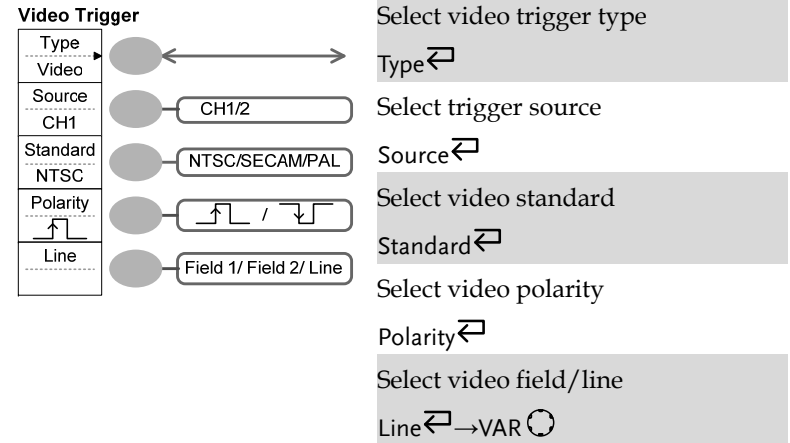 Video Trigger
Type
Video
Source
CH1
CH1/2
Standard
NTSC
NTSC/SECAM/PAL
Polarity
/
Line
Field 1/ Field 2/ Line
Select video trigger type
Type
Select trigger source
Source
Select video standard
Standard
Select video polarity
Polarity
Select video field/line
Line→VAR